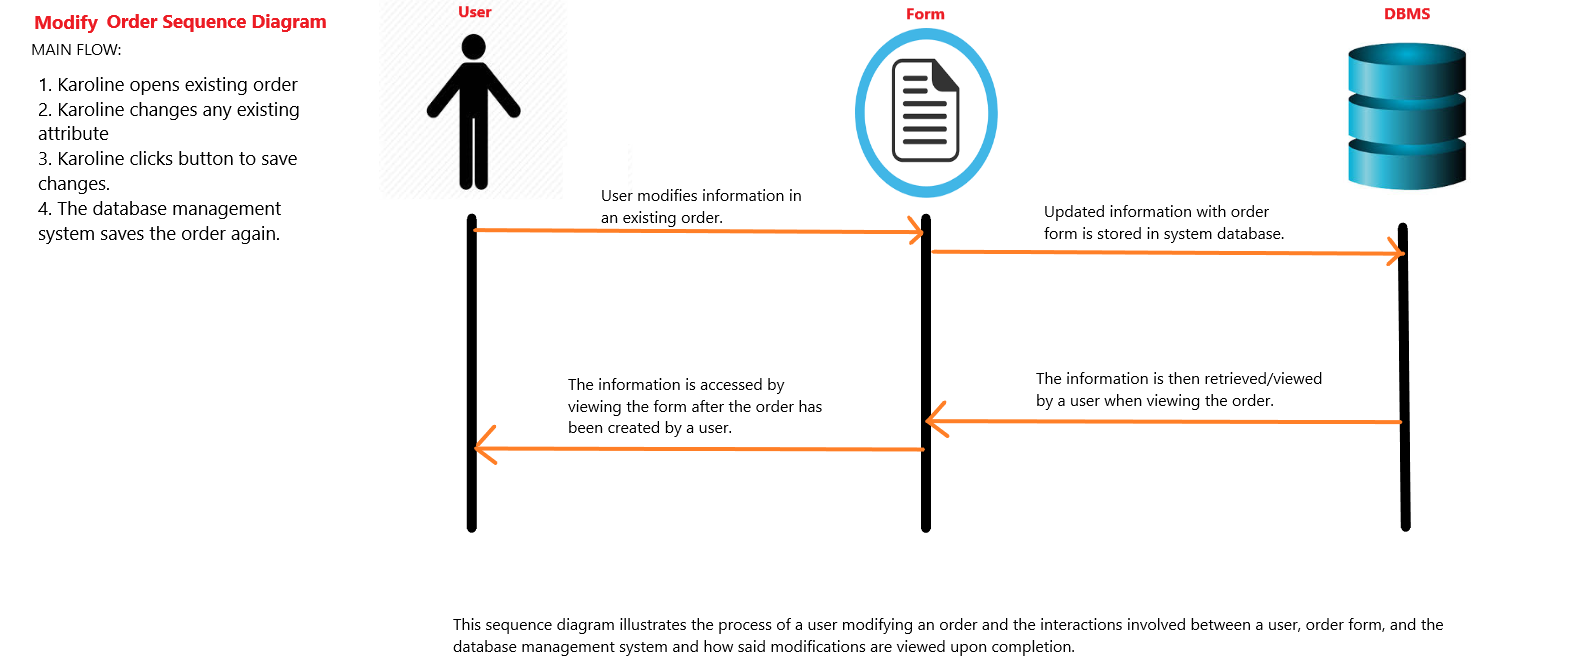 Modify Order Sequence Diagram
MAIN FLOW:
1. Karoline opens existing order
2. Karoline changes any existing
attribute
3. Karoline clicks button to save
changes.
4. The database management
system saves the order again.
User
Form
DBMS
User modifies information in
an existing order.
Updated information with order
form is stored in system database.
The information is accessed by
viewing the form after the order has
been created by a user.
The information is then retrieved/viewed
by a user when viewing the order.
This sequence diagram illustrates the process of a user modifying an order and the interactions involved between a user, order form, and the
database management system and how said modifications are viewed upon completion.